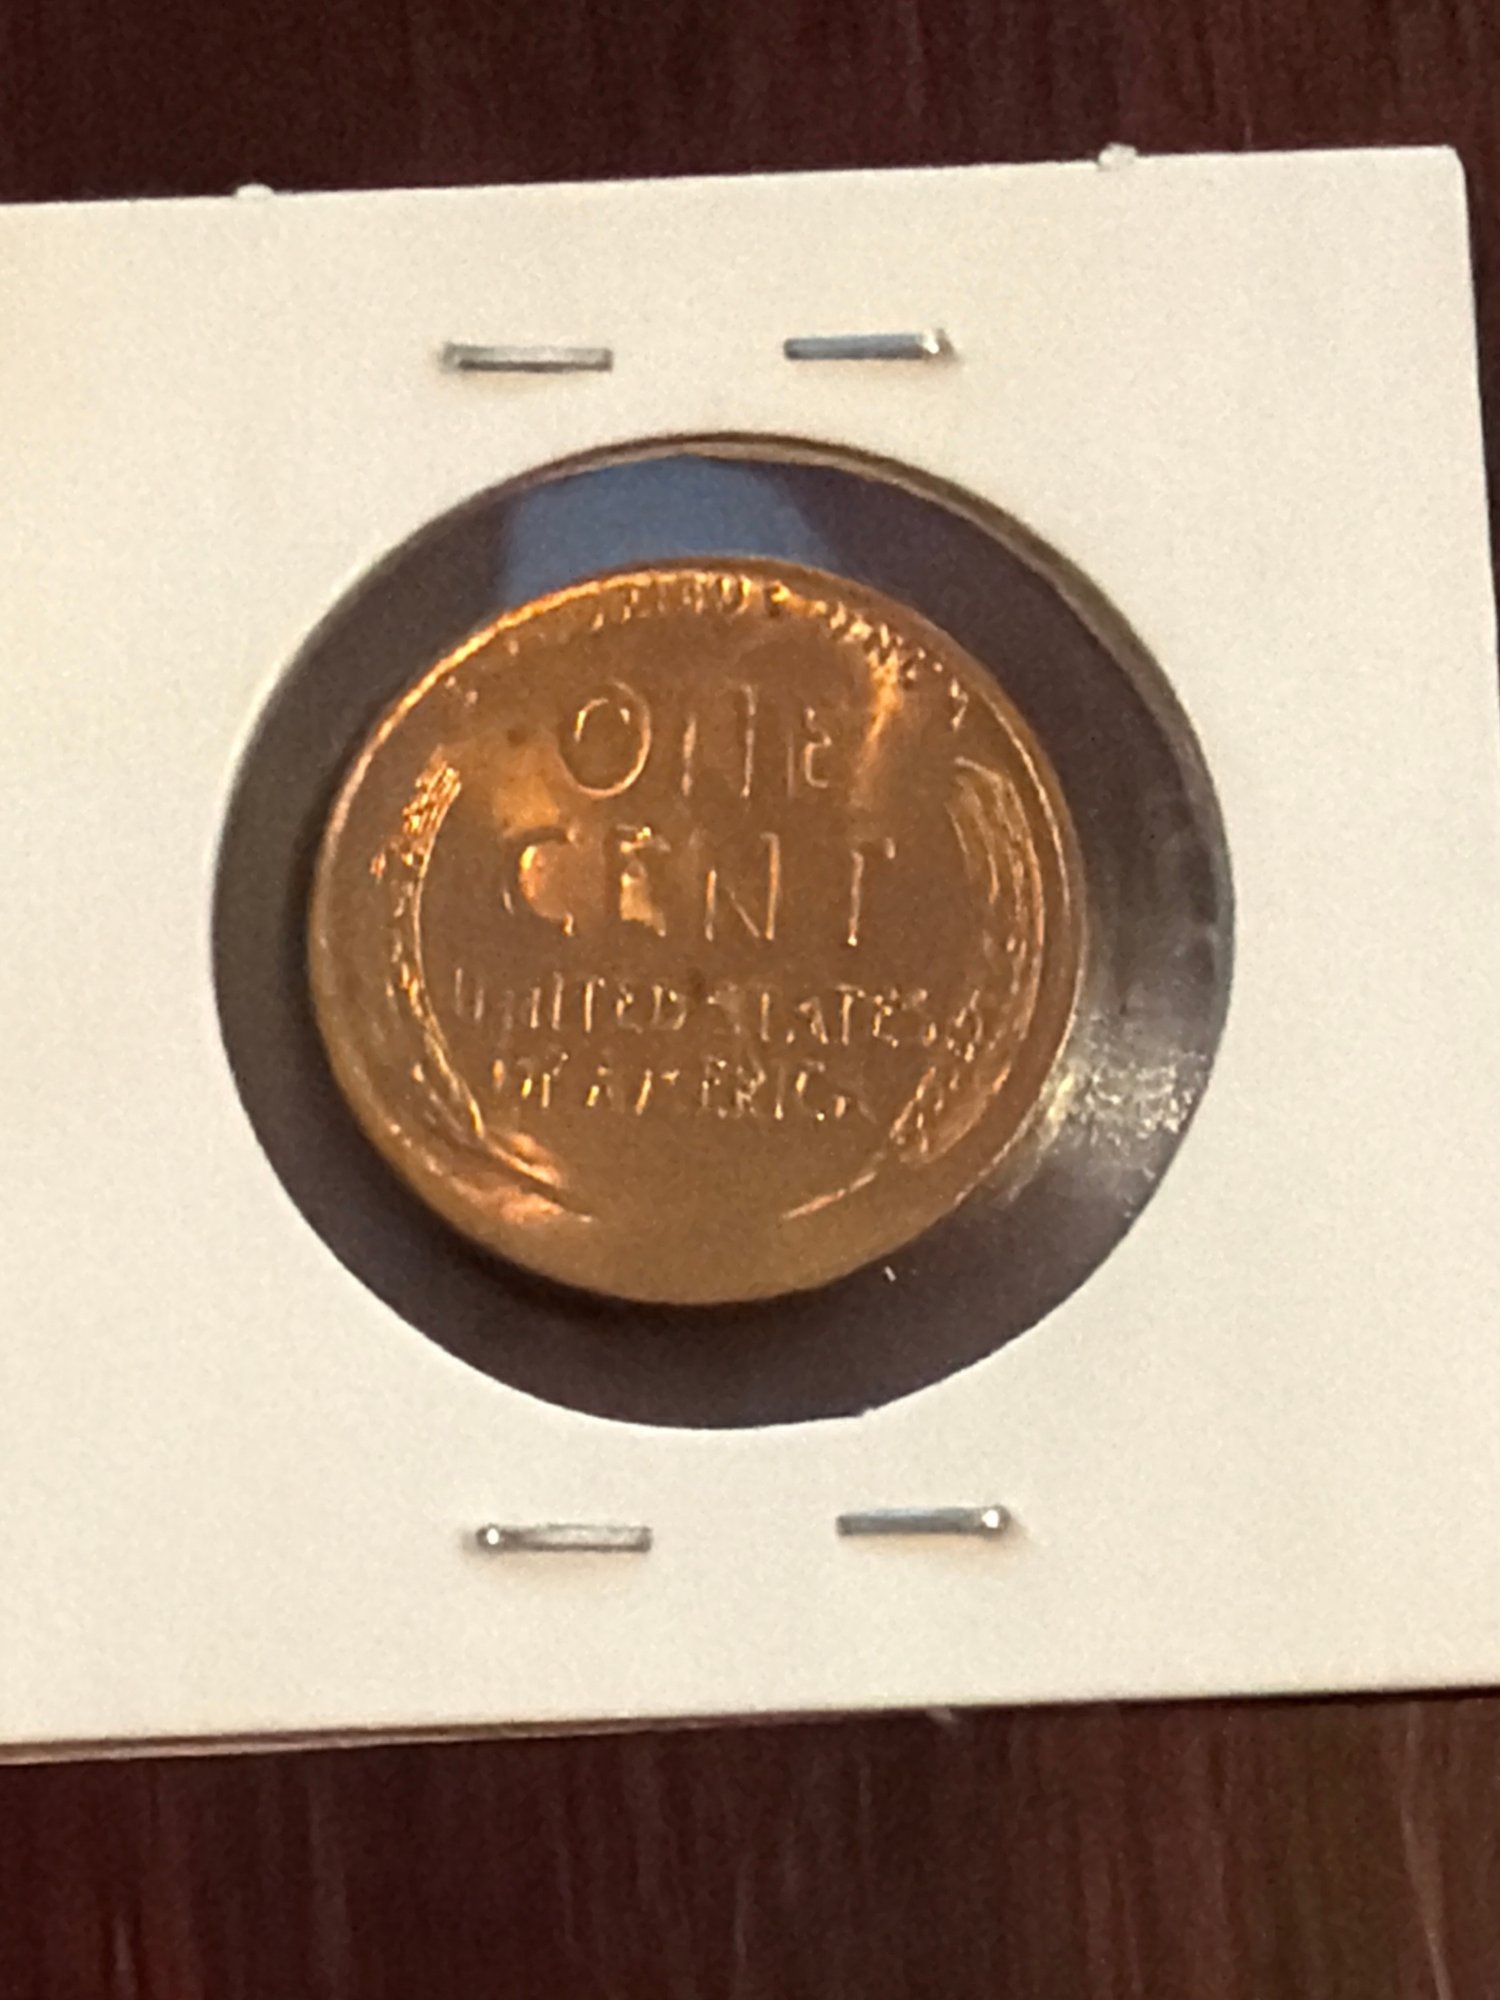 ONE
CENT
UNITED STATES
OF AMERICA